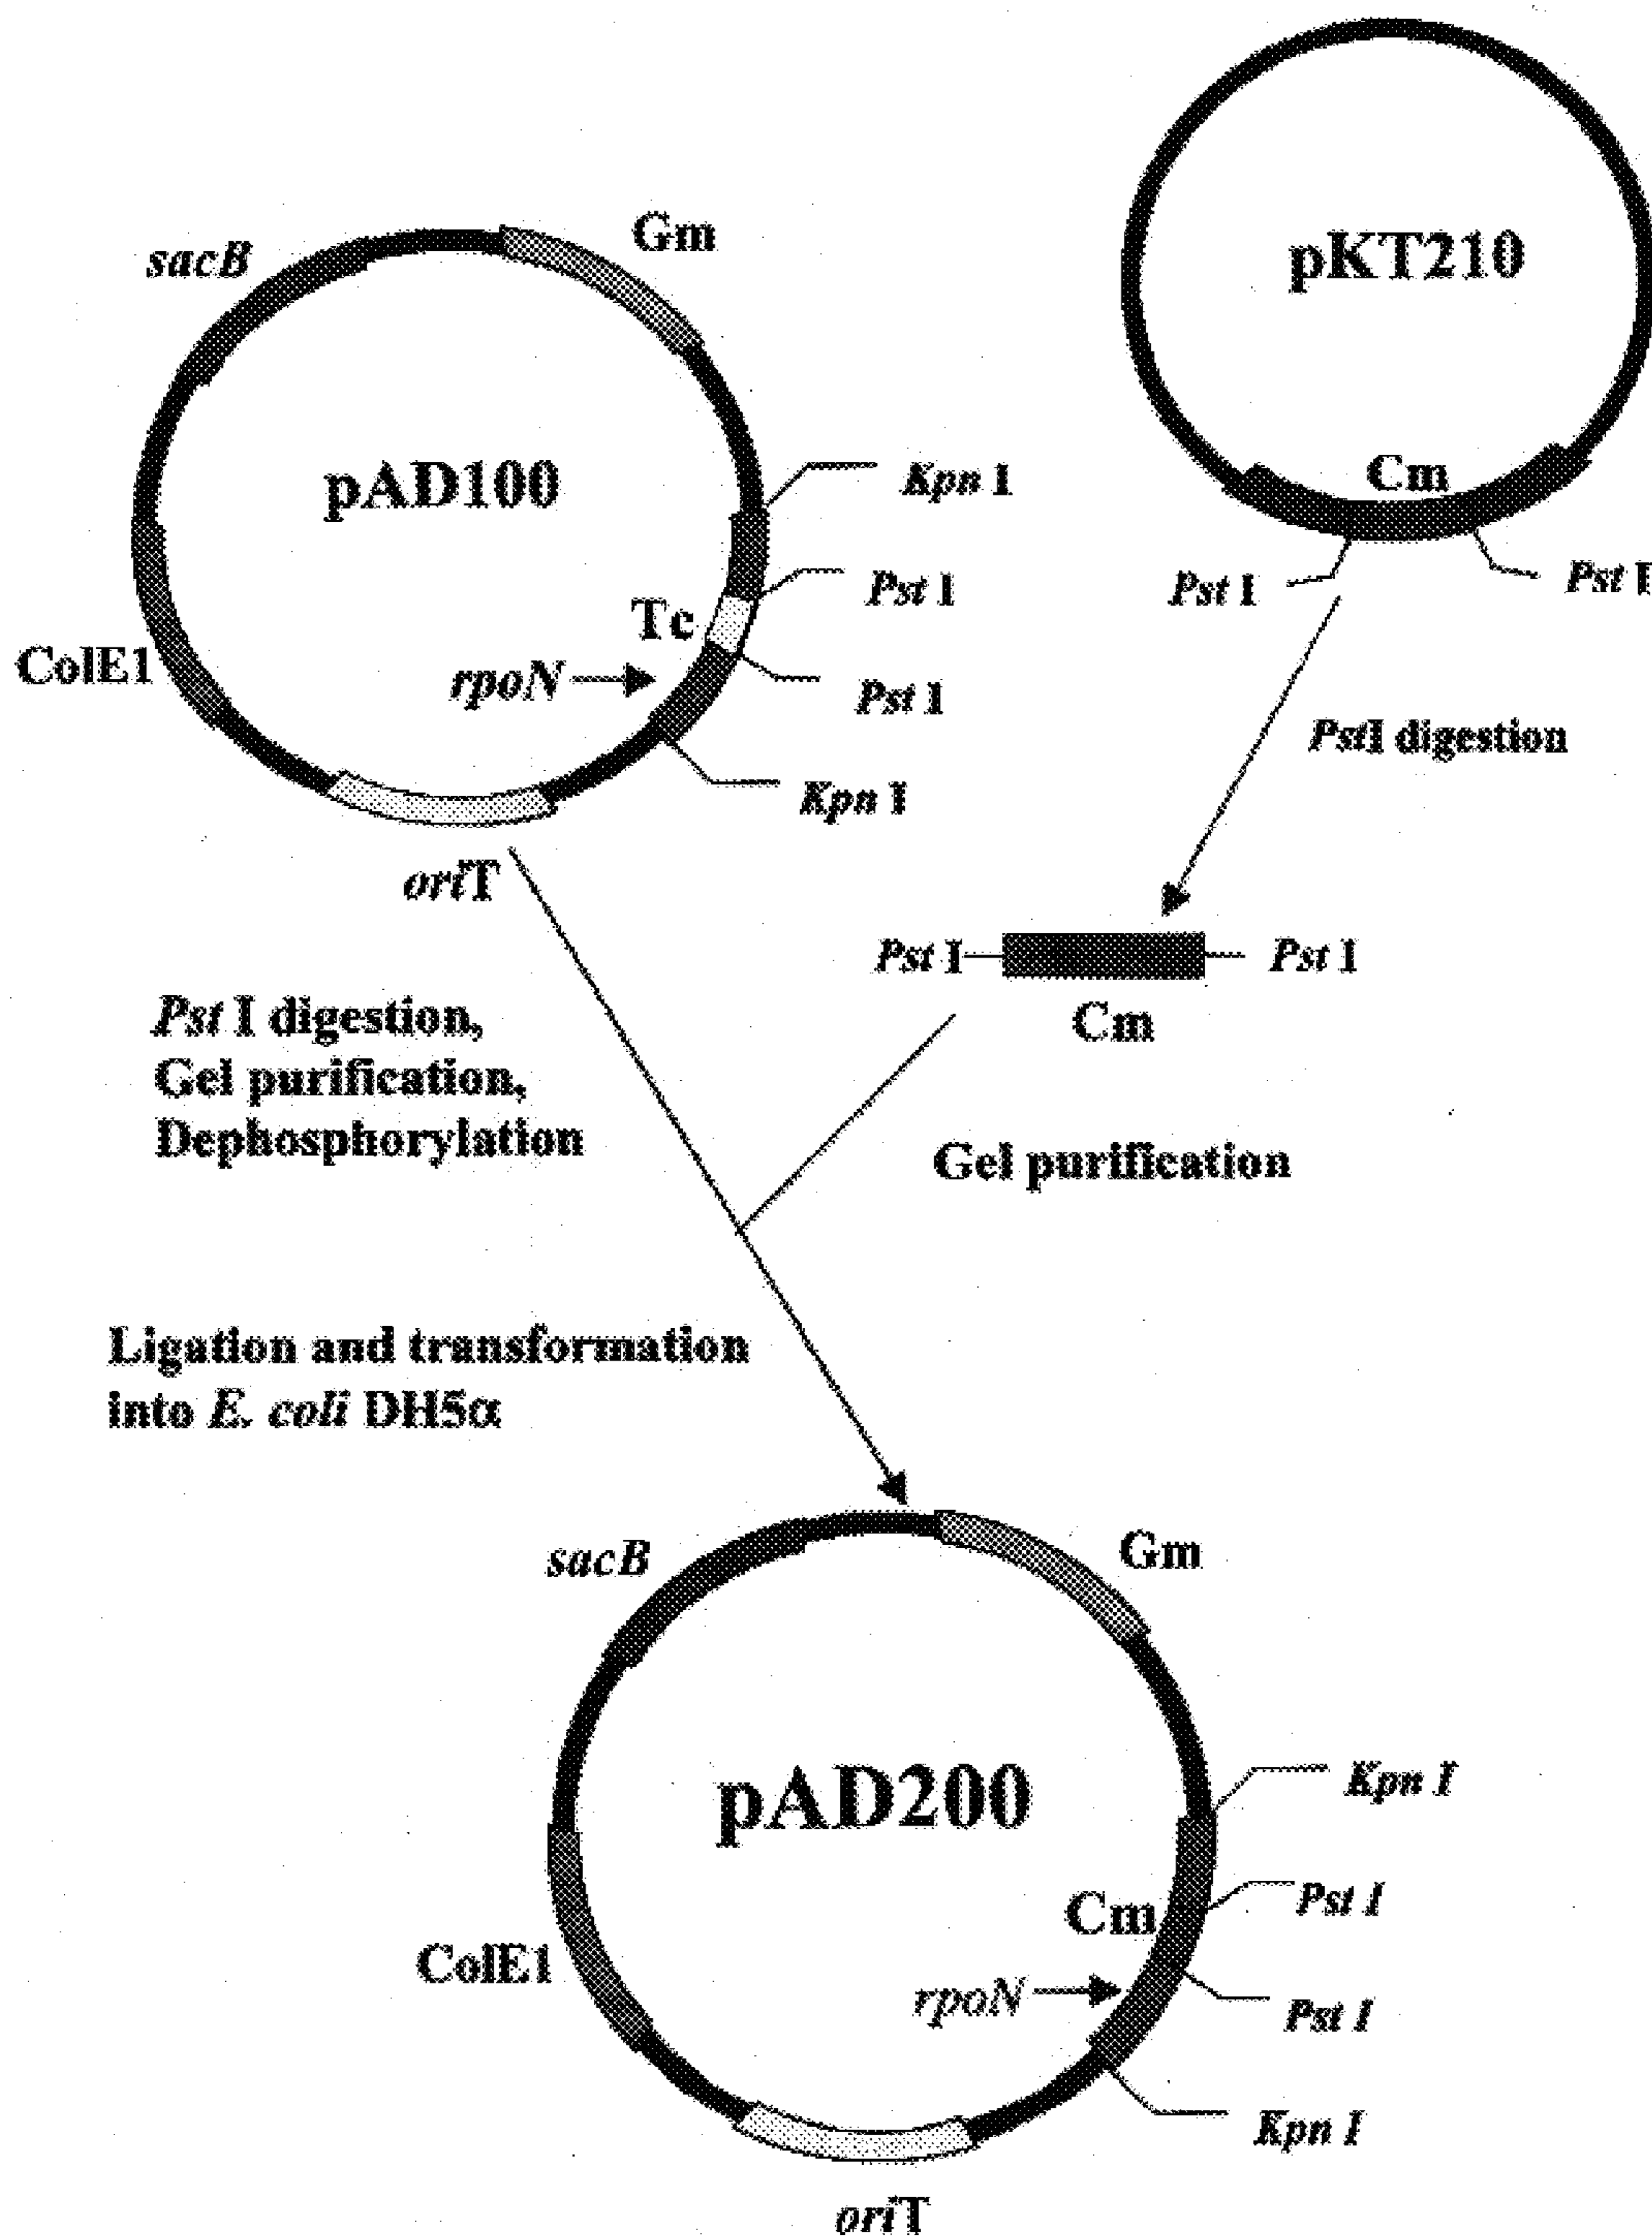 pKT210
Cm
Pst I
Pst I
sacB
Gm
pAD100
Kpn I
Pst I
Tc
rpoN
Pst I
Kpn I
ColE1
oriT
PstI digestion
Pst I
Pst I
Cm
Pst I digestion,
Gel purification,
Dephosphorylation
Gel purification
Ligation and transformation
into E. coli DH5α
sacB
Gm
pAD200
Kpn I
Pst I
Cm
rpoN
Pst I
Kpn I
ColE1
oriT